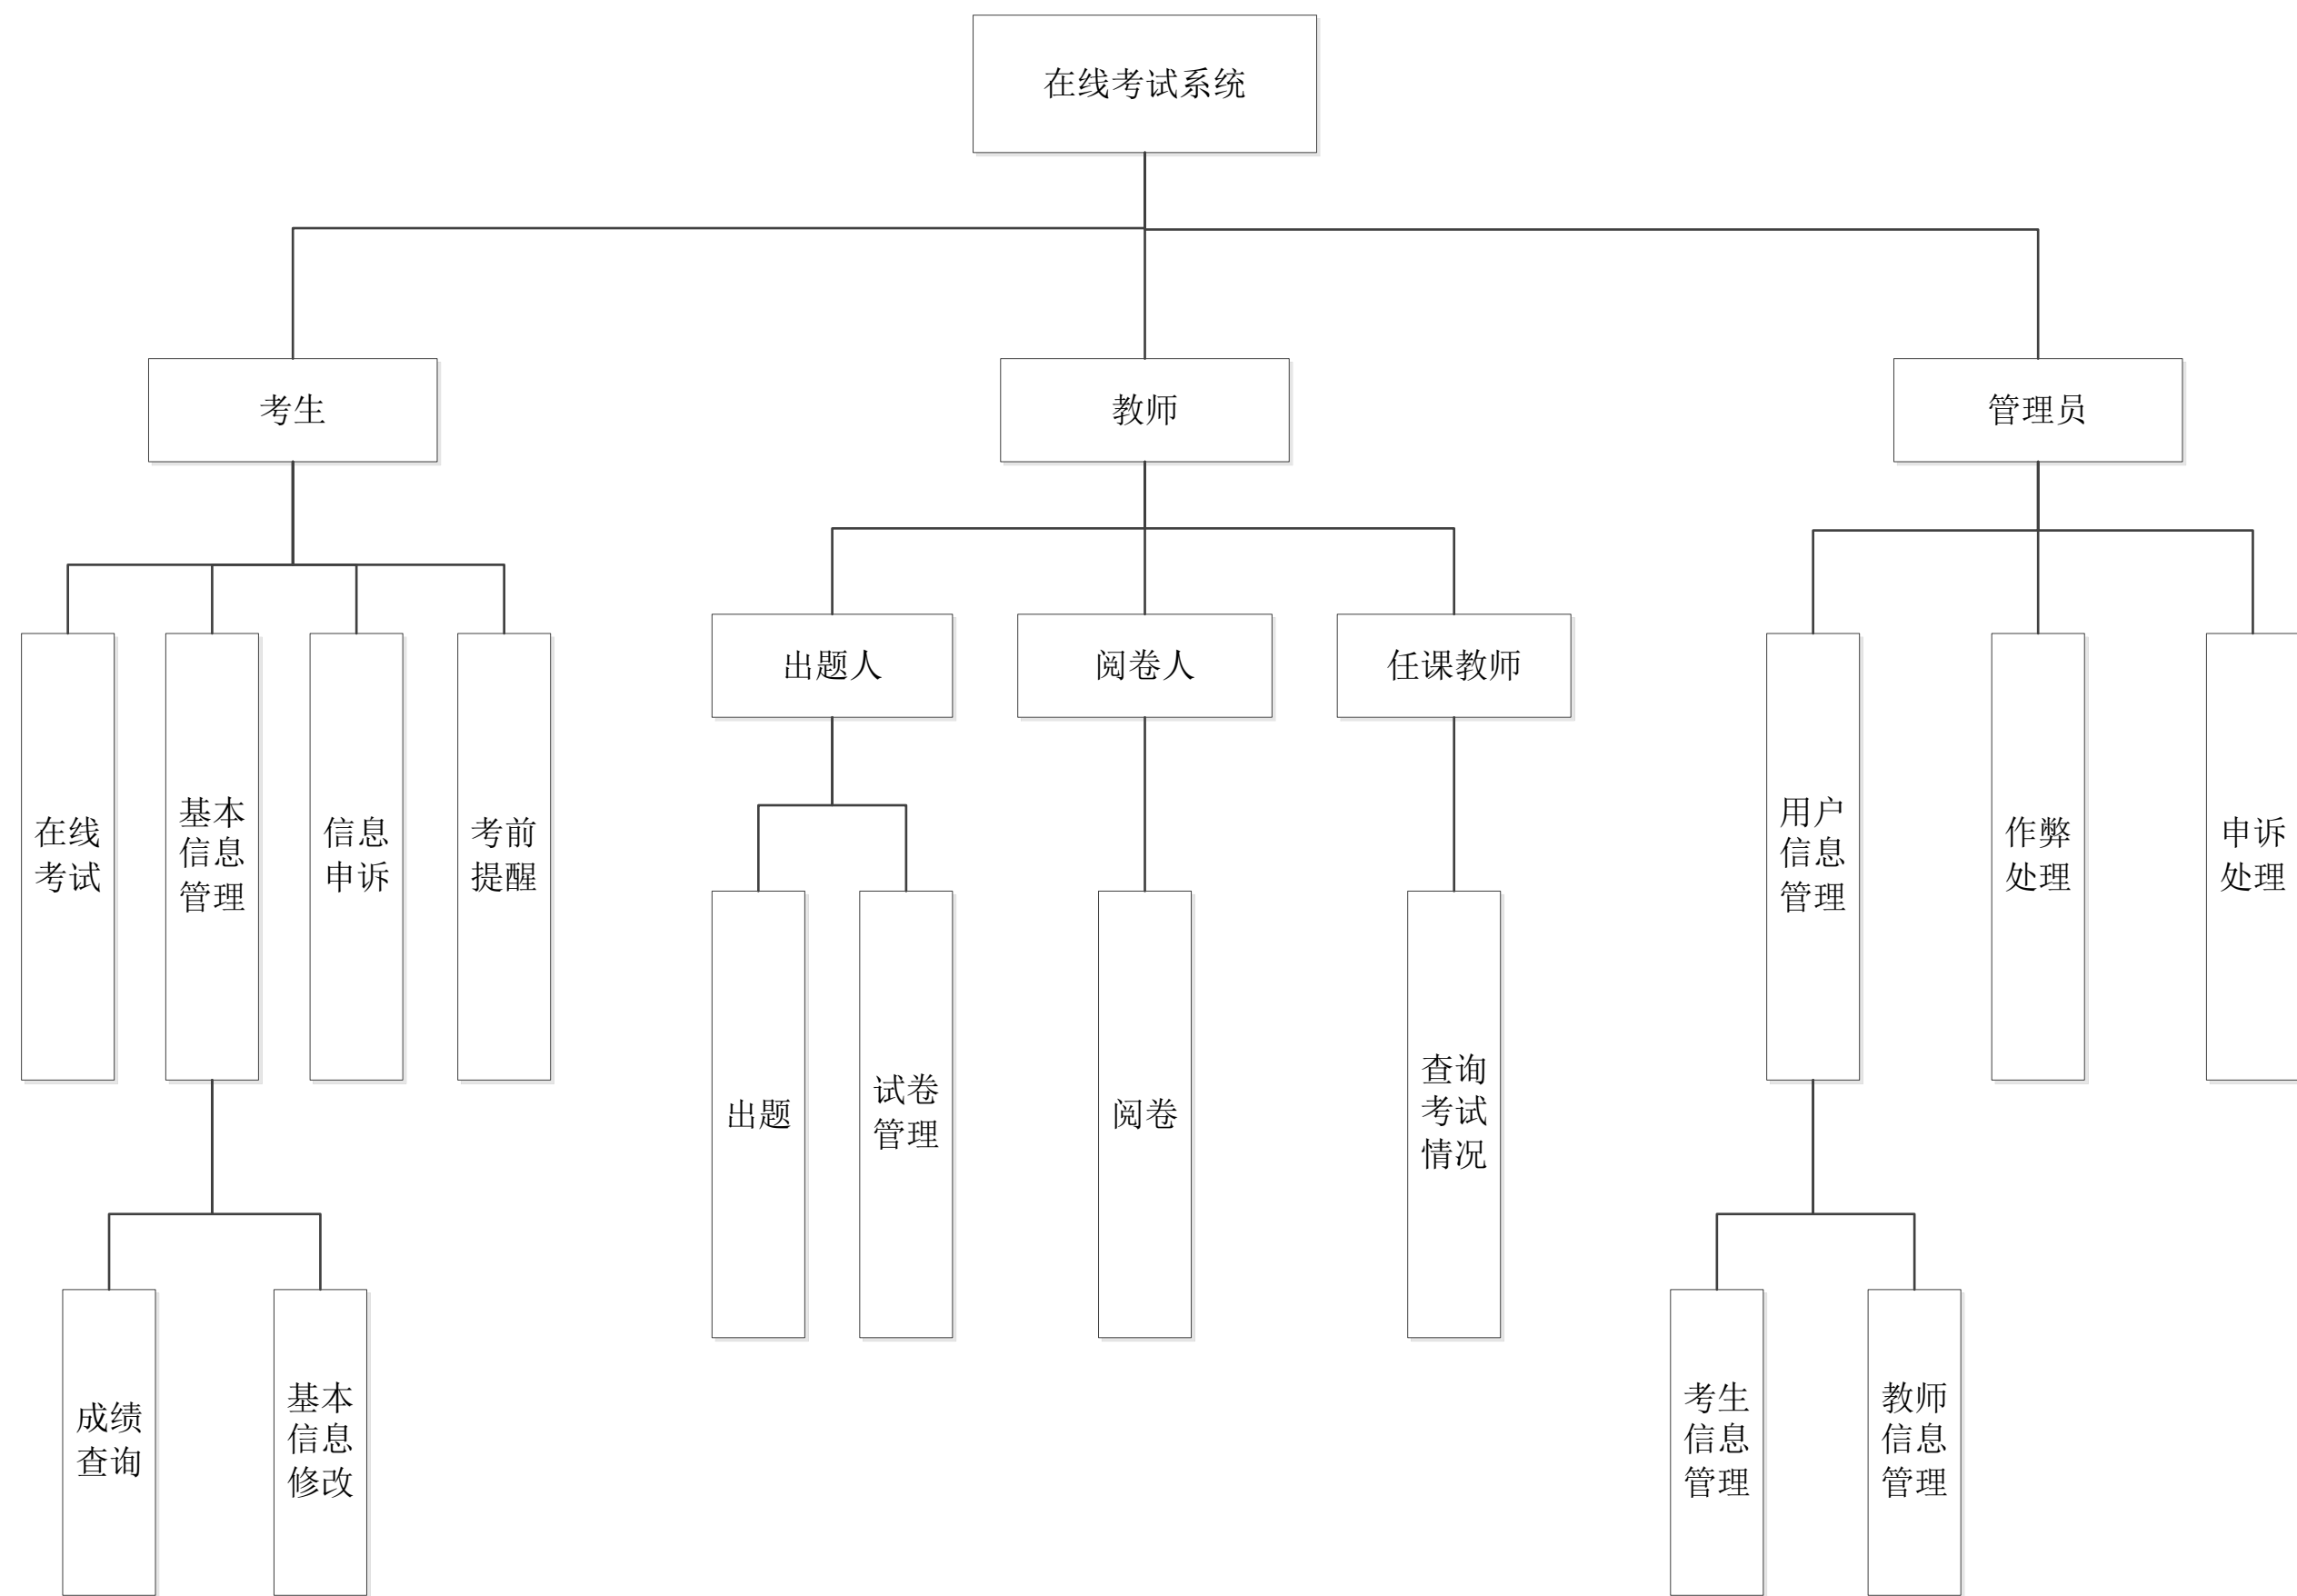 在线考试系统
考生
教师
管理员
出题人
阅卷人
任课教师
在线
考试
基本
信息
管理
信息
申诉
考前
提醒
用户
信息
管理
作弊
处理
申诉
处理
出题
试卷
管理
阅卷
查询
考试
情况
成绩
查询
基本
信息
修改
考生
信息
管理
教师
信息
管理